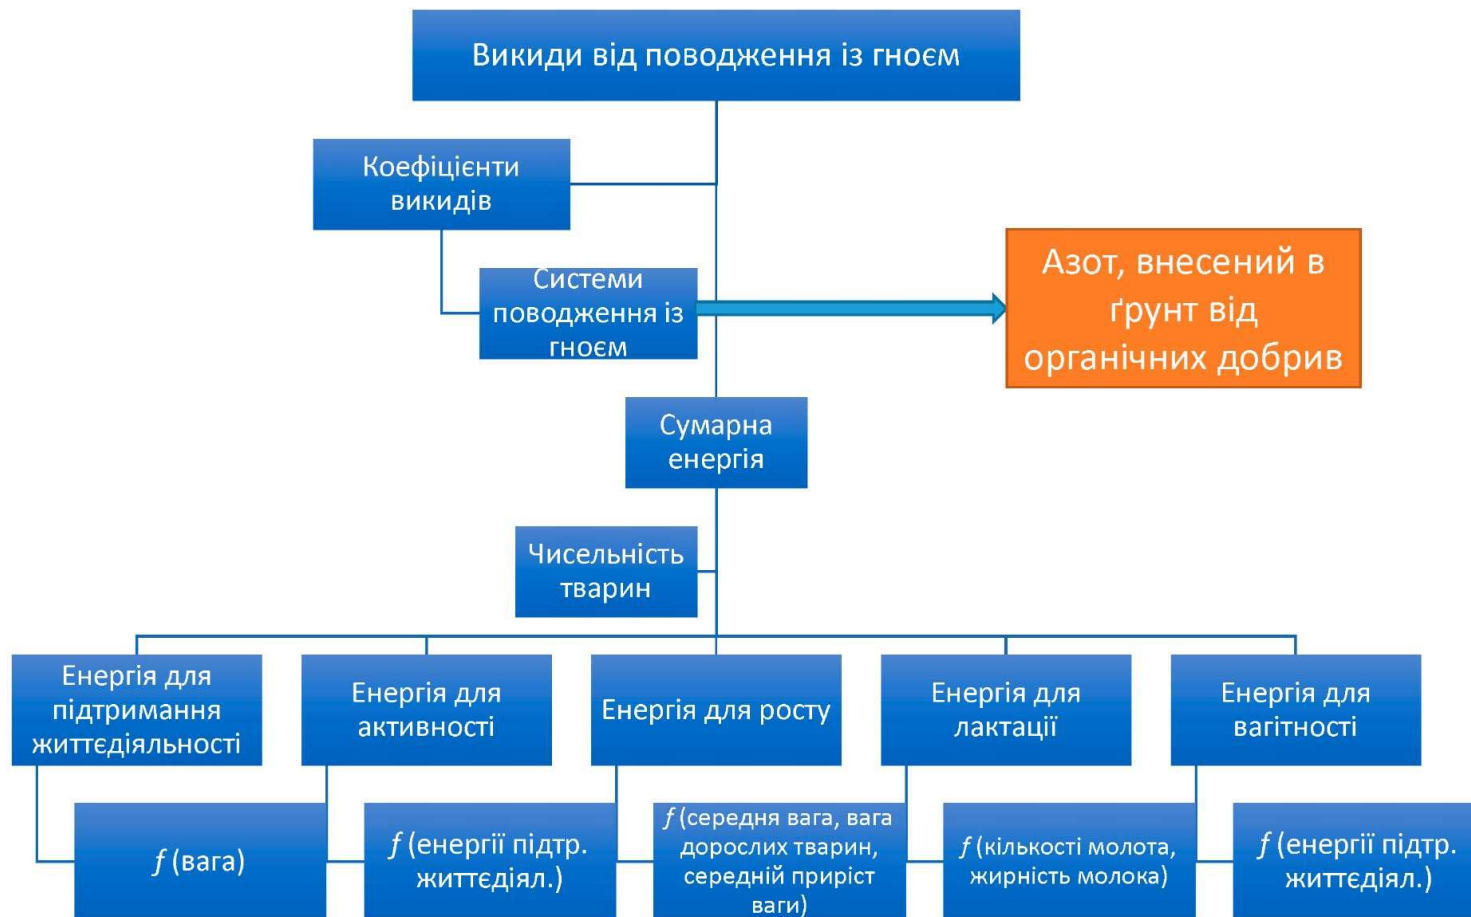 Викиди від поводження із гноєм
Коефіцієнти
викидів
Системи
поводження із
гноєм
Азот, внесений в
ґрунт від
органічних добрив
Сумарна
енергія
Чисельність
тварин
Енергія для
підтримання
життєдіяльності
Енергія для
активності
Енергія для росту
Енергія для
лактації
Енергія для
вагітності
f (вага)
f (енергії підтр.
життєдіял.)
f (середня вага, вага
дорослих тварин,
середній приріст
ваги)
f (кількості молота,
жирність молока)
f (енергії підтр.
життєдіял.)